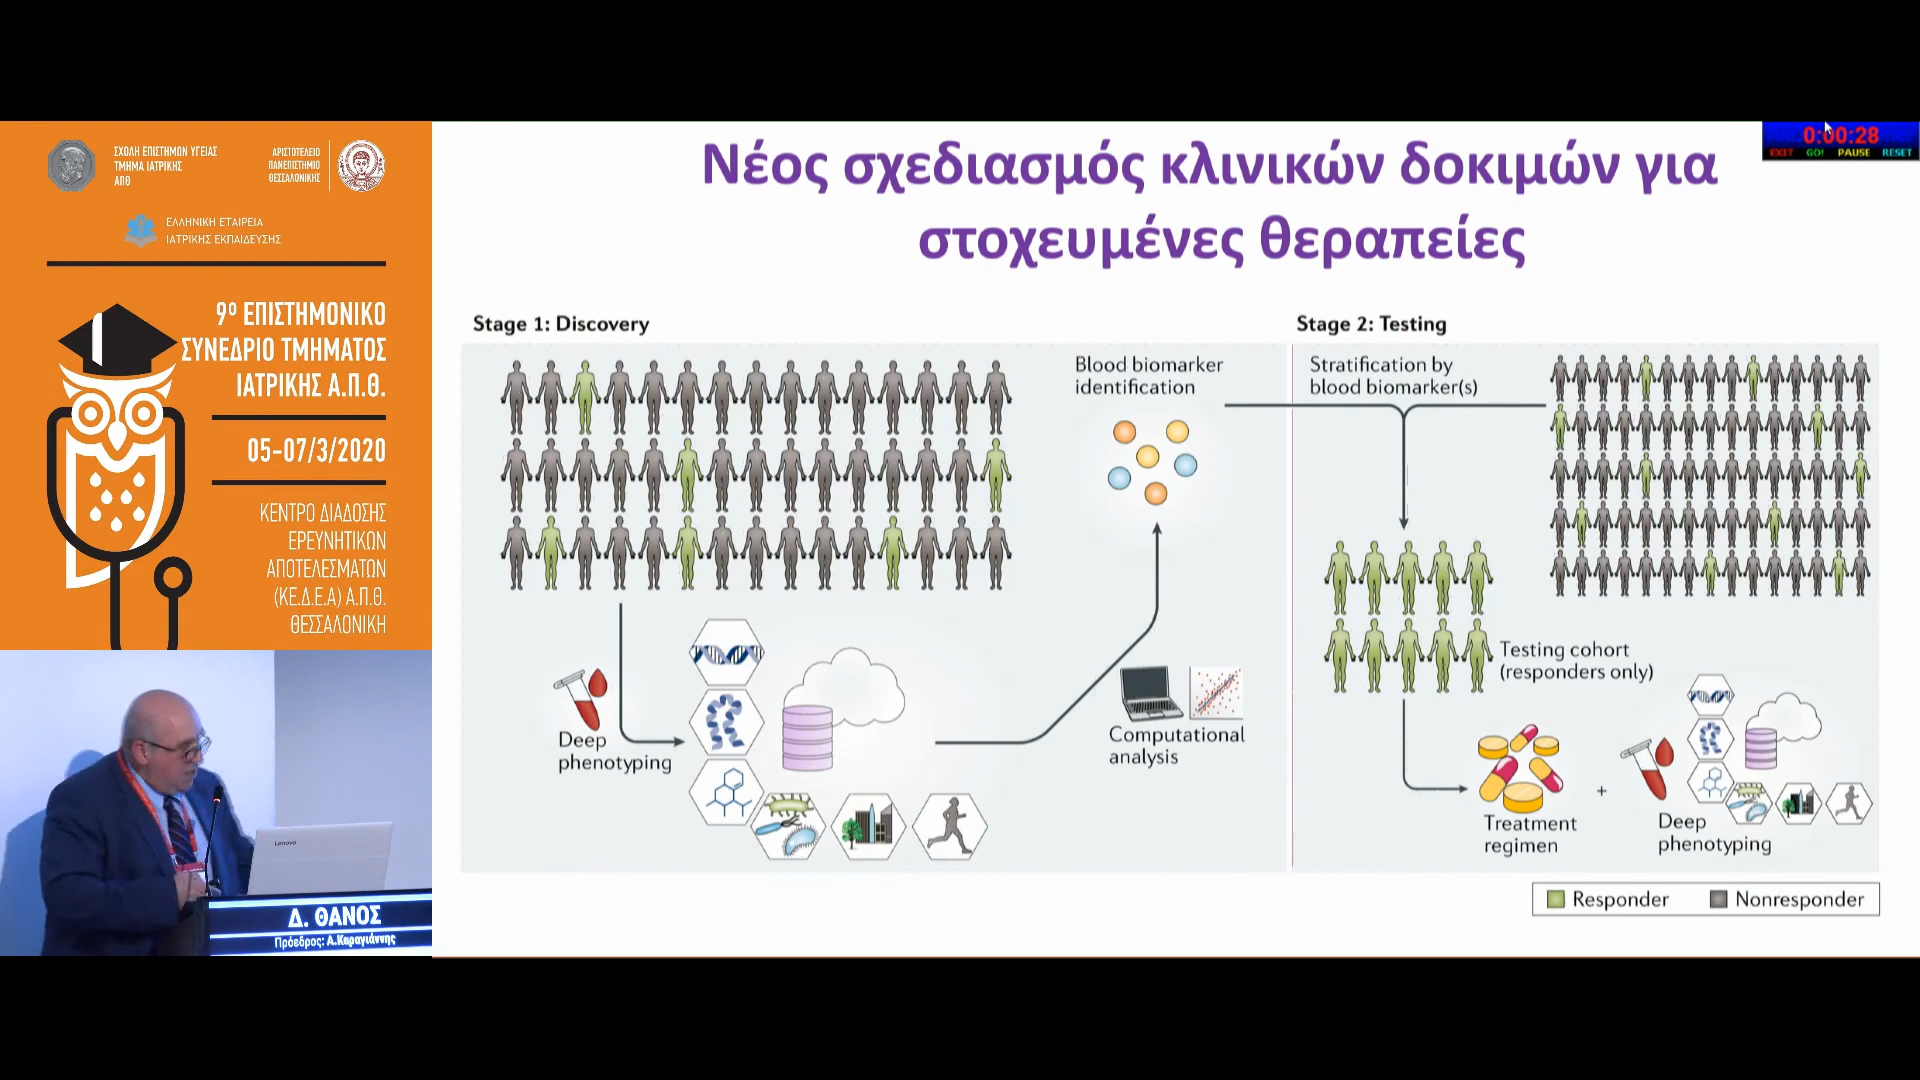 ΣΧΟΛΗ ΕΠΙΣΤΗΜΩΝ ΥΓΕΙΑΣ
ΤΜΗΜΑ ΙΑΤΡΙΚΗΣ
ΑΠΘ
ΑΡΙΣΤΟΤΕΛΕΙΟ
ΠΑΝΕΠΙΣΤΗΜΙΟ
ΘΕΣΣΑΛΟΝΙΚΗΣ
ΕΛΛΗΝΙΚΗ ΕΤΑΙΡΕΙΑ
ΙΑΤΡΙΚΗΣ ΕΚΠΑΙΔΕΥΣΗΣ
9º ΕΠΙΣΤΗΜΟΝΙΚΟ
ΣΥΝΕΔΡΙΟ ΤΜΗΜΑΤΟΣ
ΙΑΤΡΙΚΗΣ Α.Π.Θ.
05-07/3/2020
ΚΕΝΤΡΟ ΔΙΑΔΟΣΗΣ
ΕΡΕΥΝΗΤΙΚΩΝ
ΑΠΟΤΕΛΕΣΜΑΤΩΝ
(ΚΕ.Δ.Ε.Α) Α.Π.Θ.
ΘΕΣΣΑΛΟΝΙΚΗ
Lenovo
Δ. ΘΑΝΟΣ
Πρόεδρος: Α.Καραγιάννης
0:00:28
EXIT GO! PAUSE RESET
Νέος σχεδιασμός κλινικών δοκιμών για
στοχευμένες θεραπείες
Stage 1: Discovery
Blood biomarker
identification
Deep
phenotyping
Computational
analysis
Stage 2: Testing
Stratification by
blood biomarker(s)
Testing cohort
(responders only)
Treatment
regimen
+
Deep
phenotyping
Responder
Nonresponder